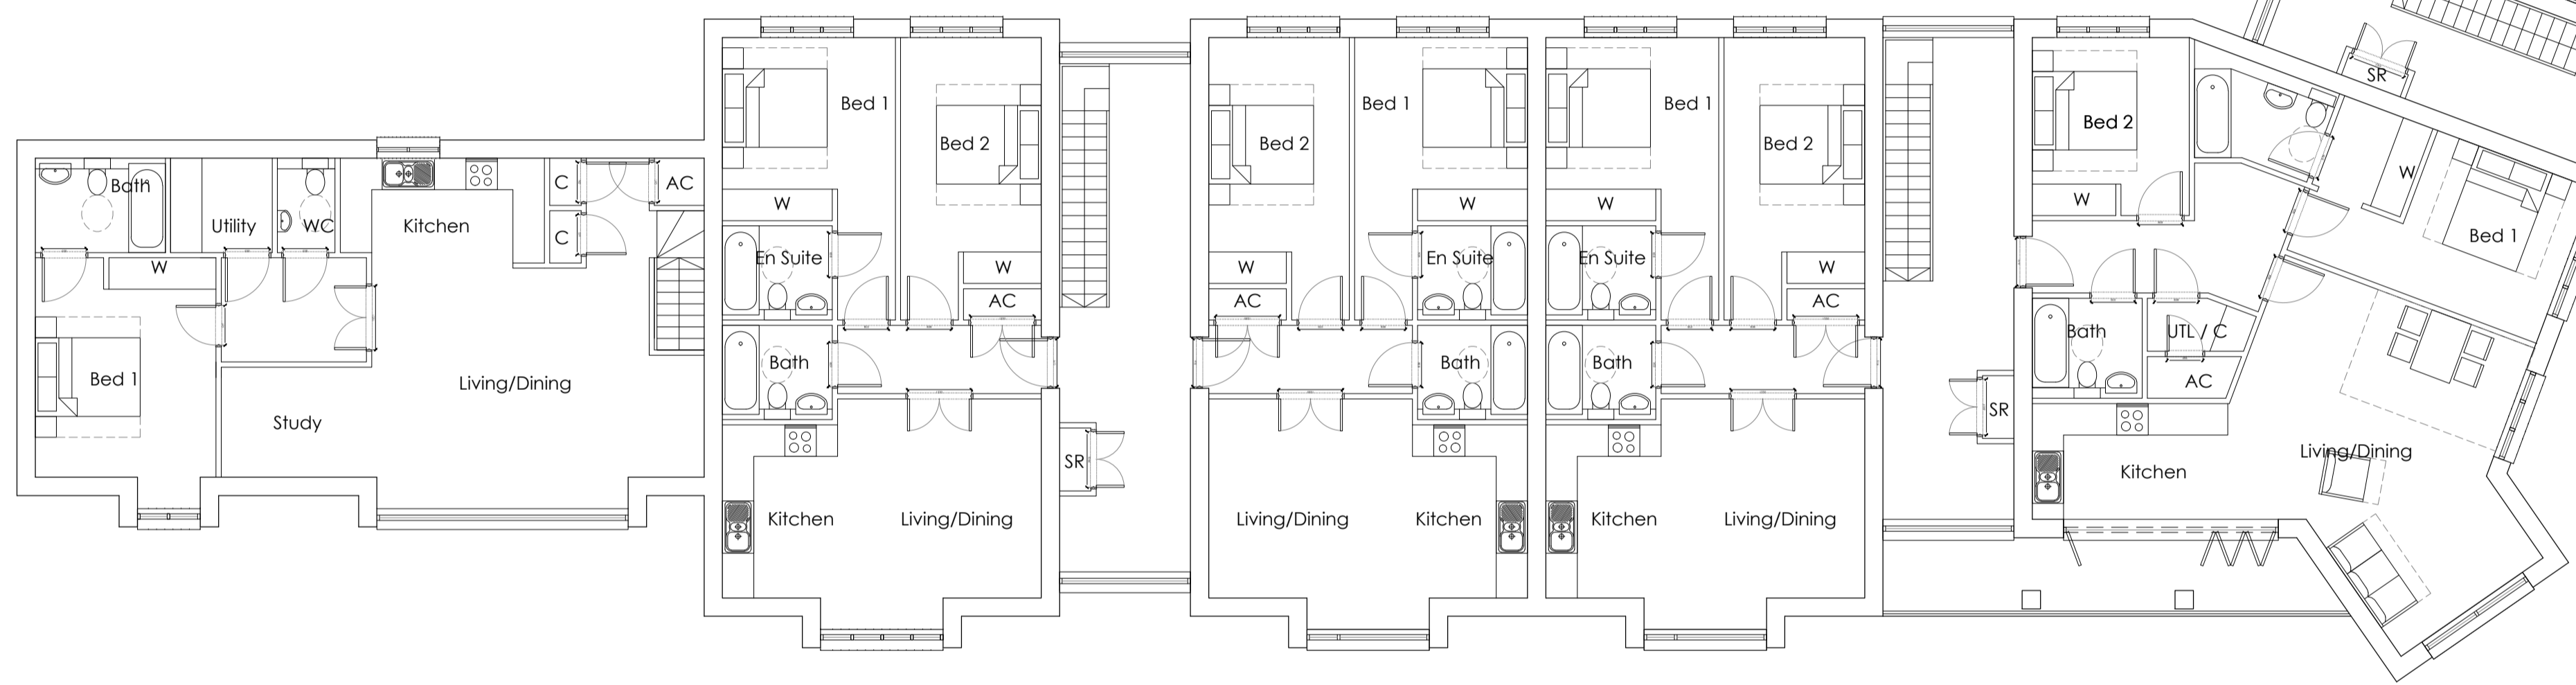 Bath
Utility
WC
Kitchen
C
AC
C
W
Bed 1
Living/Dining
Study
Bed 1
Bed 2
W
En Suite
W
AC
Bath
Kitchen
Living/Dining
SR
Bed 2
Bed 1
W
W
En Suite
AC
Bath
Living/Dining
Kitchen
Bed 1
Bed 2
W
En Suite
W
AC
Bath
Kitchen
Living/Dining
SR
SR
Bed 2
W
W
Bed 1
Bath
UTL / C
AC
Kitchen
Living/Dining